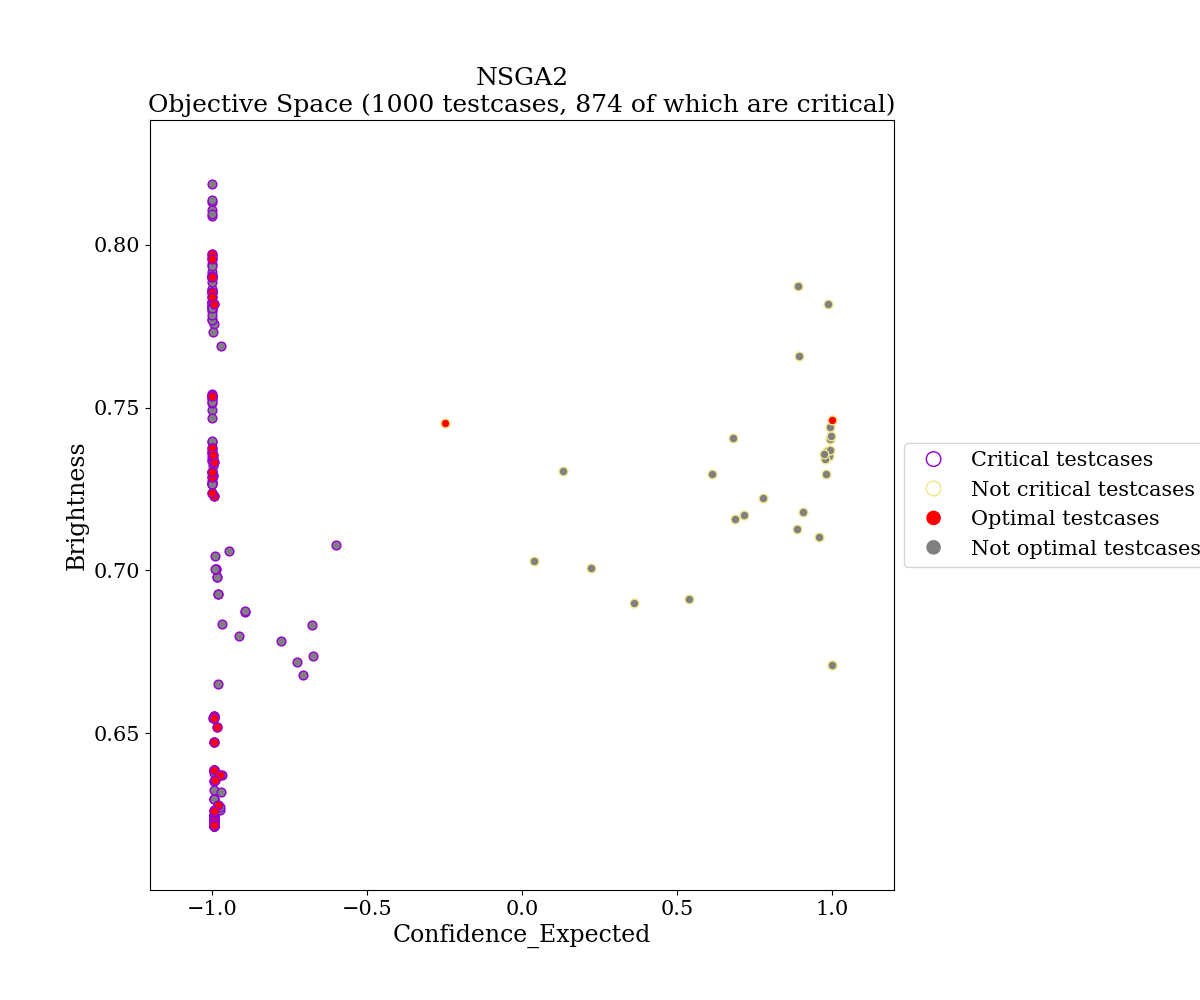 NSGA2
Objective Space (1000 testcases, 874 of which are critical)
Brightness
0.80
0.75
0.70
0.65
−1.0
−0.5
0.0
0.5
1.0
Confidence_Expected
Critical testcases
Not critical testcases
Optimal testcases
Not optimal testcases